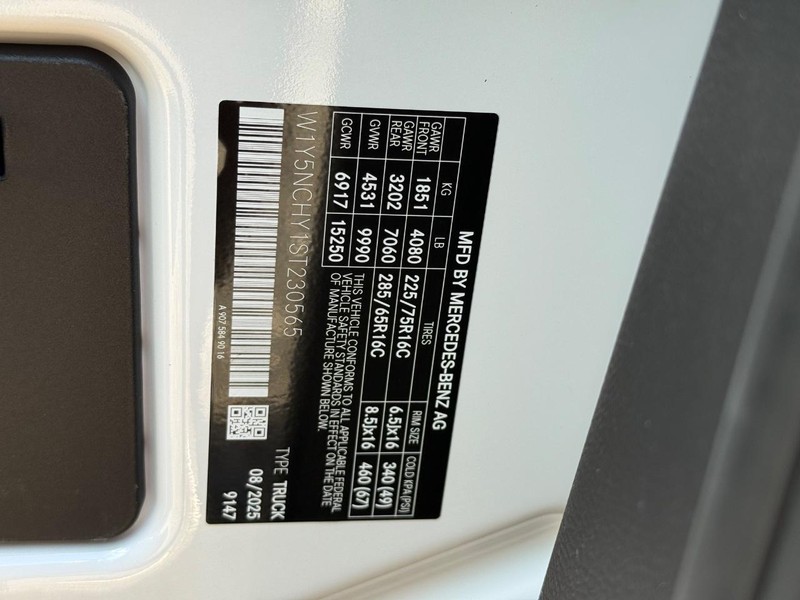 MFD BY MERCEDES-BENZ AG
KG LB TIRES RIM SIZE COLD KPA (PSI)
GAWR FRONT 1851 4080 225/75R16C 6.5Jx16 340 (49)
GAWR REAR 3202 7060 285/65R16C 8.5Jx16 460 (67)
GVWR 4531 9990
GCWR 6917 15250
THIS VEHICLE CONFORMS TO ALL APPLICABLE FEDERAL
VEHICLE SAFETY STANDARDS IN EFFECT ON THE DATE
OF MANUFACTURE SHOWN BELOW.
W1Y5NCHY1ST230565
TYPE TRUCK
08/2025
9147
A 907 584 90 16